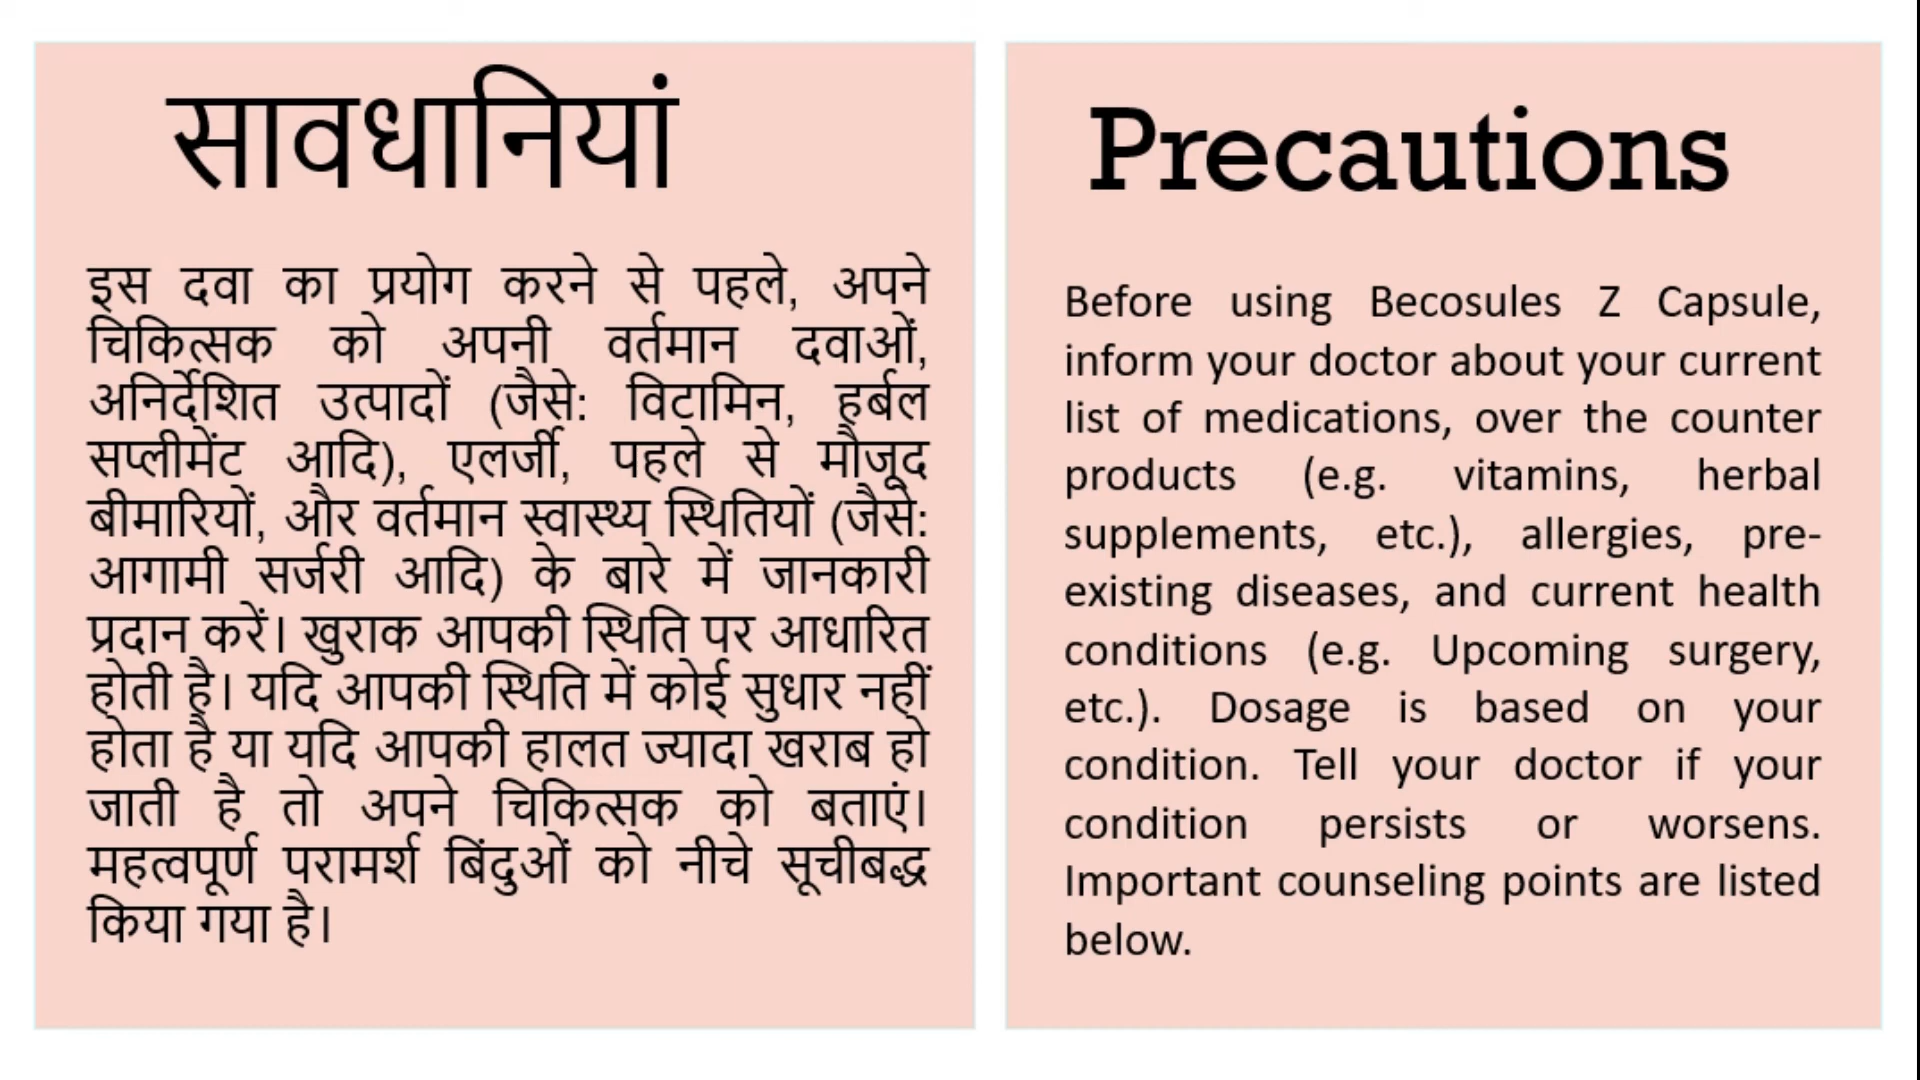 सावधानियां
इस दवा का प्रयोग करने से पहले, अपने
चिकित्सक को अपनी वर्तमान दवाओं,
अनिर्देशित उत्पादों (जैसे: विटामिन, हर्बल
सप्लीमेंट आदि), एलर्जी, पहले से मौजूद
बीमारियों, और वर्तमान स्वास्थ्य स्थितियों (जैसे:
आगामी सर्जरी आदि) के बारे में जानकारी
प्रदान करें। खुराक आपकी स्थिति पर आधारित
होती है। यदि आपकी स्थिति में कोई सुधार नहीं
होता है या यदि आपकी हालत ज्यादा खराब हो
जाती है तो अपने चिकित्सक को बताएं।
महत्वपूर्ण परामर्श बिंदुओं को नीचे सूचीबद्ध
किया गया है।
Precautions
Before using Becosules Z Capsule,
inform your doctor about your current
list of medications, over the counter
products (e.g. vitamins, herbal
supplements, etc.), allergies, pre-
existing diseases, and current health
conditions (e.g. Upcoming surgery,
etc.). Dosage is based on your
condition. Tell your doctor if your
condition persists or worsens.
Important counseling points are listed
below.